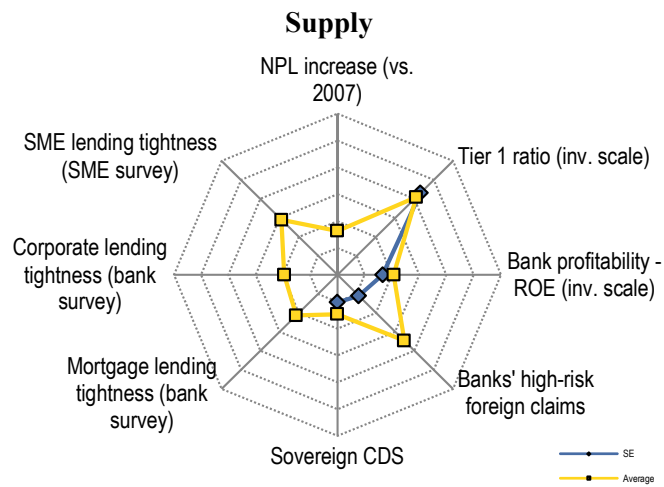 Supply
NPL increase (vs.
2007)
SME lending tightness
(SME survey)
Tier 1 ratio (inv. scale)
Corporate lending
tightness (bank
survey)
Bank profitability -
ROE (inv. scale)
Mortgage lending
tightness (bank
survey)
Banks' high-risk
foreign claims
Sovereign CDS
SE
Average